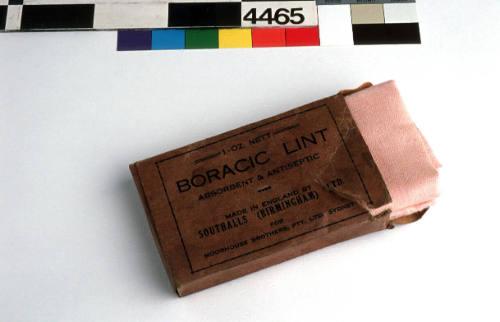 4465
1-OZ. NETT
BORACIC LINT
ABSORBENT & ANTISEPTIC
MADE IN ENGLAND BY
SOUTHALLS (BIRMINGHAM) LTD.
FOR
MOORHOUSE BROTHERS, PTY. LTD. SYDNEY